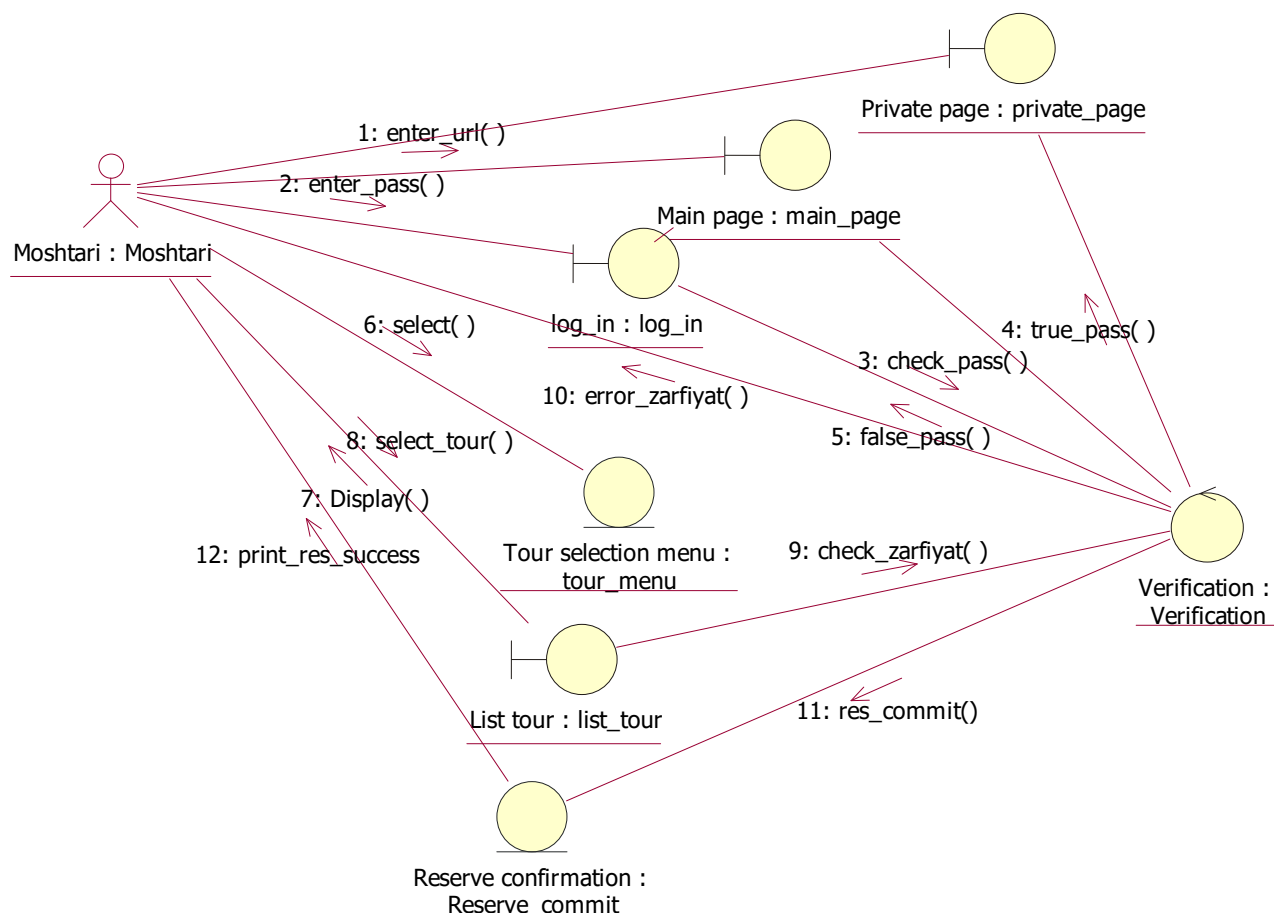 Private page : private_page
1: enter_url( )
2: enter_pass( )
Main page : main_page
Moshtari : Moshtari
6: select( )
log_in : log_in
4: true_pass( )
3: check_pass( )
10: error_zarfiyat( )
5: false_pass( )
8: select_tour( )
7: Display( )
12: print_res_success
Tour selection menu :
tour_menu
9: check_zarfiyat( )
Verification :
Verification
List tour : list_tour
11: res_commit()
Reserve confirmation :
Reserve_commit